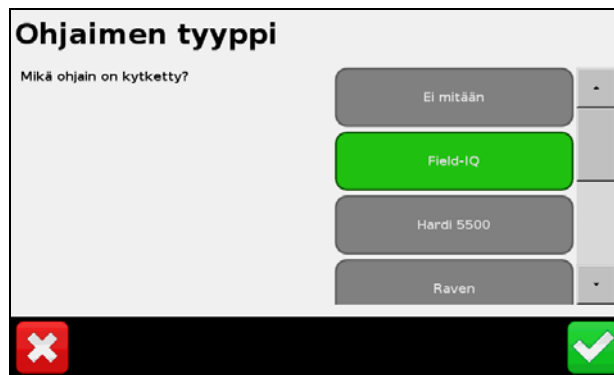 Ohjaimen tyyppi
Mikä ohjain on kytketty?
Ei mitään
Field-IQ
Hardi 5500
Raven